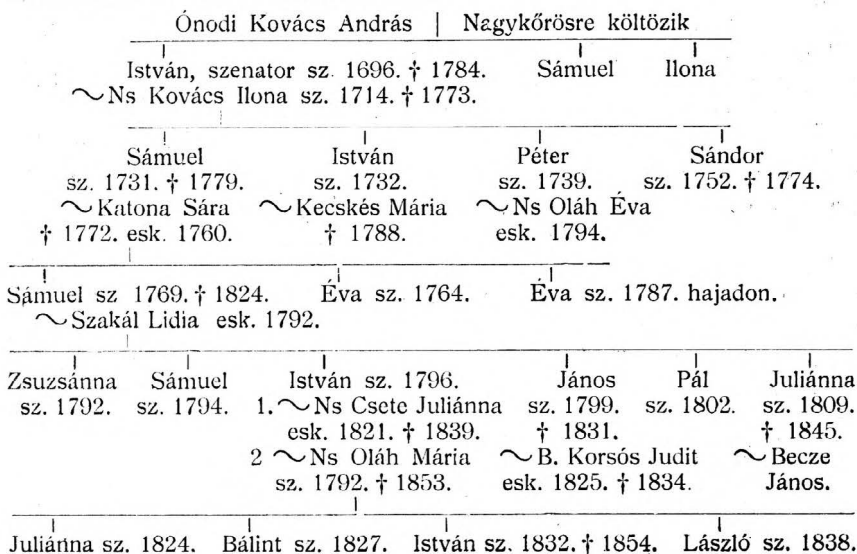 Ónodi Kovács András | Nagykőrösre költözik
István, szenator sz. 1696. † 1784. Sámuel Ilona
~Ns Kovács Ilona sz. 1714. † 1773.
Sámuel István Péter Sándor
sz. 1731. † 1779. sz. 1732. sz. 1739. sz. 1752. † 1774.
~Katona Sára ~Kecskés Mária ~Ns Oláh Éva
† 1772. esk. 1760. † 1788. esk. 1794.
Sámuel sz 1769. † 1824. Éva sz. 1764. Éva sz. 1787. hajadon.
~Szakál Lidia esk. 1792.
Zsuzsánna Sámuel István sz. 1796. János Pál Juliánna
sz. 1792. sz. 1794. 1. ~Ns Csete Juliánna sz. 1799. sz. 1802. sz. 1809.
esk. 1821. † 1839. † 1831. † 1845.
2 ~Ns Oláh Mária ~B. Korsós Judit ~Becze
sz. 1792. † 1853. esk. 1825. † 1834. János.
Juliánna sz. 1824. Bálint sz. 1827. István sz. 1832. † 1854. László sz. 1838.